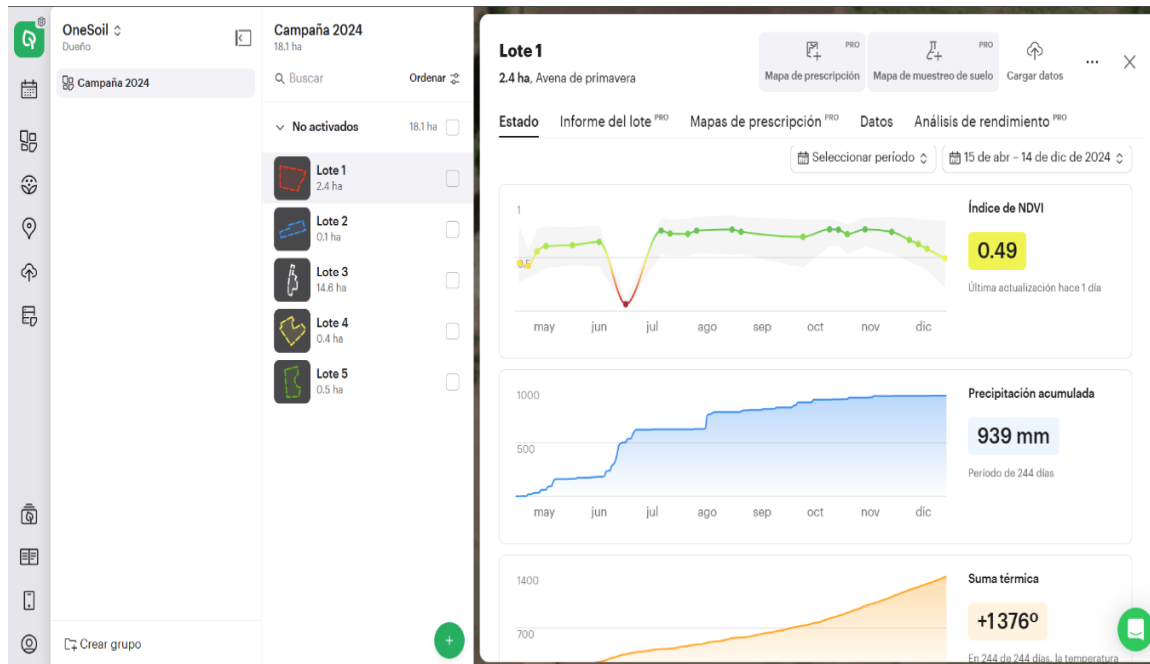 OneSoil
Dueño
Campaña 2024
Crear grupo
Campaña 2024
18.1 ha
Buscar
Ordenar
No activados
18.1 ha
Lote 1
2.4 ha
Lote 2
0.1 ha
Lote 3
14.6 ha
Lote 4
0.4 ha
Lote 5
0.5 ha
+
Lote 1
2.4 ha, Avena de primavera
PRO
Mapa de prescripción
PRO
Mapa de muestreo de suelo
Cargar datos
...
Estado Informe del lote PRO Mapas de prescripción PRO Datos Análisis de rendimiento PRO
Seleccionar período
15 de abr – 14 de dic de 2024
1
0.5
may jun jul ago sep oct nov dic
Índice de NDVI
0.49
Última actualización hace 1 día
1000
500
may jun jul ago sep oct nov dic
Precipitación acumulada
939 mm
Período de 244 días
1400
700
Suma térmica
+1376º
En 244 de 244 días, la temperatura